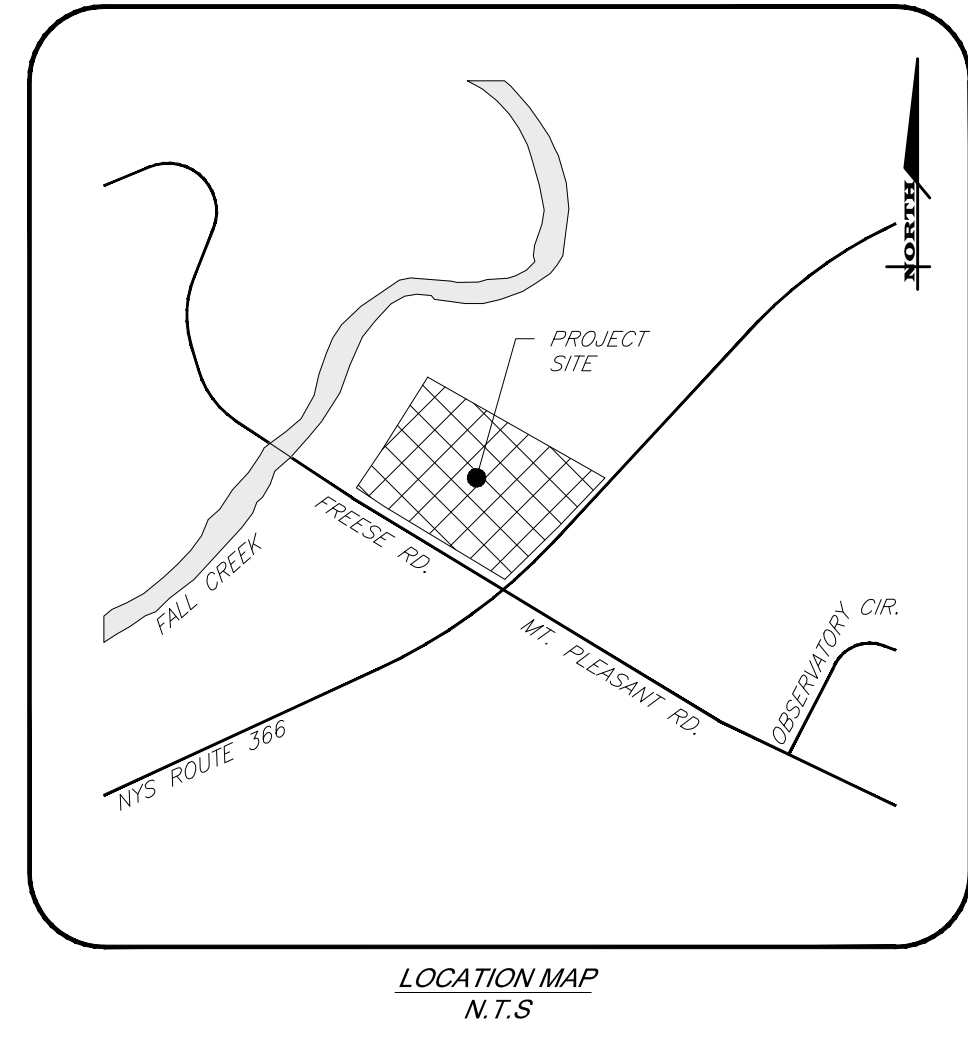 NORTH
PROJECT
SITE
FREESE RD.
FALL CREEK
OBSERVATORY CIR.
MT. PLEASANT RD.
NYS ROUTE 366
LOCATION MAP
N.T.S